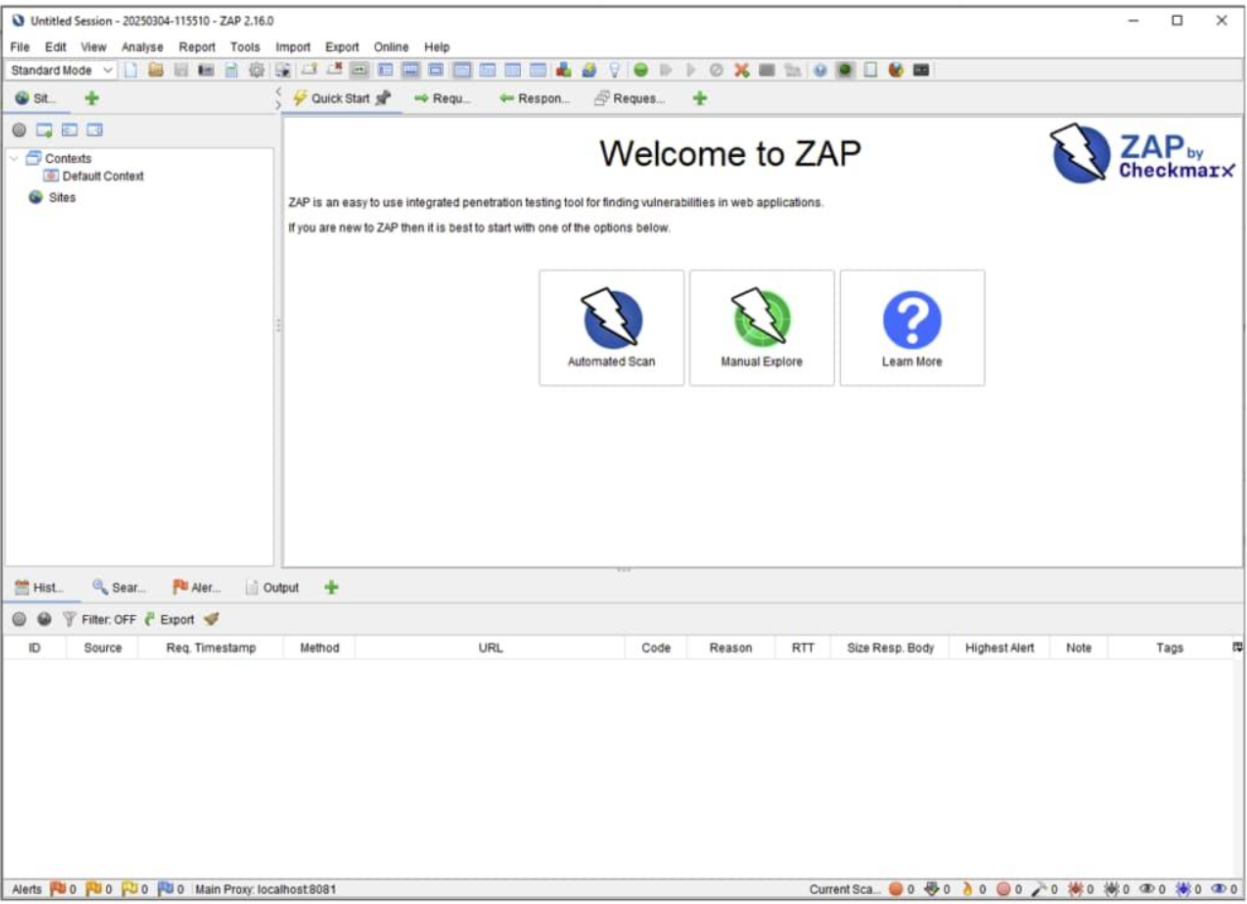 Untitled Session - 20250304-115510 - ZAP 2.16.0
File Edit View Analyse Report Tools Import Export Online Help
Standard Mode
Sit... Quick Start Requ... Respon... Reques...
Contexts
Default Context
Sites
Welcome to ZAP
ZAP by
Checkmarx
ZAP is an easy to use integrated penetration testing tool for finding vulnerabilities in web applications.
If you are new to ZAP then it is best to start with one of the options below.
Automated Scan Manual Explore Learn More
Hist... Sear... Aler... Output
Filter: OFF Export
ID Source Req. Timestamp Method URL Code Reason RTT Size Resp. Body Highest Alert Note Tags
Alerts 0 0 0 0 Main Proxy: localhost:8081 Current Sca... 0 0 0 0 0 0 0 0 0 0